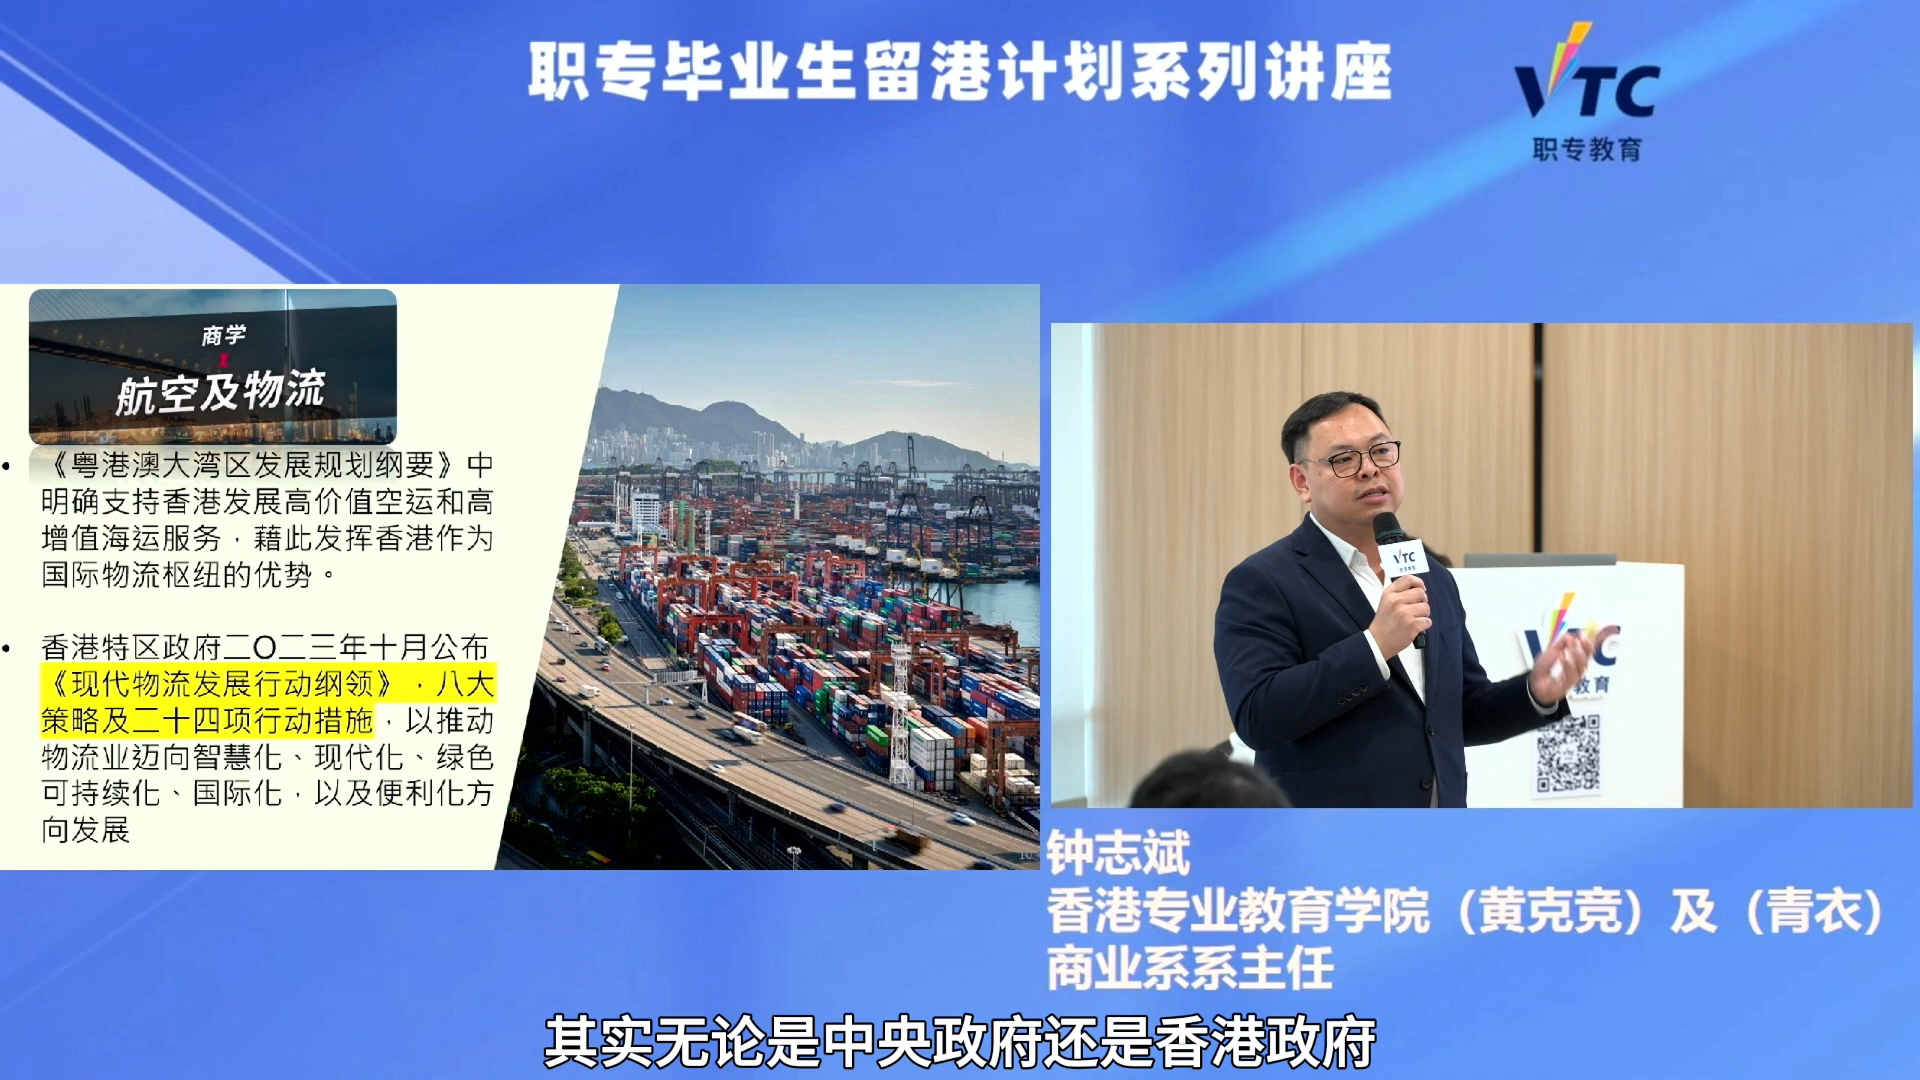 职专毕业生留港计划系列讲座
VTC
职专教育
商学
航空及物流
• 《粤港澳大湾区发展规划纲要》中
明确支持香港发展高价值空运和高
增值海运服务，藉此发挥香港作为
国际物流枢纽的优势。
• 香港特区政府二O二三年十月公布
《现代物流发展行动纲领》，八大
策略及二十四项行动措施，以推动
物流业迈向智慧化、现代化、绿色
可持续化、国际化，以及便利化方
向发展
10
VTC
VTC
教育
钟志斌
香港专业教育学院（黄克竞）及（青衣）
商业系系主任
其实无论是中央政府还是香港政府